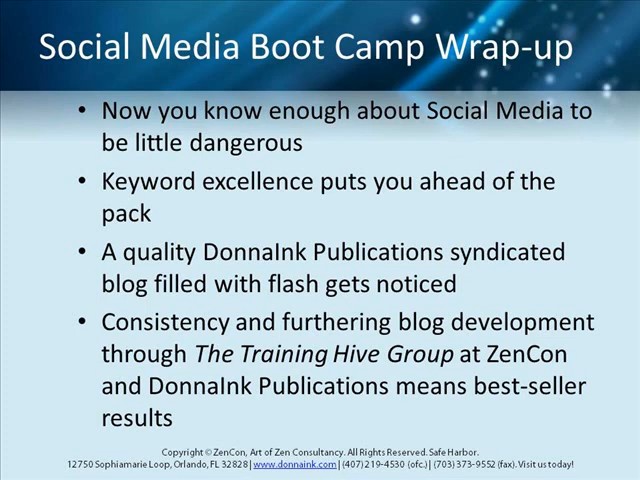 Social Media Boot Camp Wrap-up
• Now you know enough about Social Media to
be little dangerous
• Keyword excellence puts you ahead of the
pack
• A quality DonnaInk Publications syndicated
blog filled with flash gets noticed
• Consistency and furthering blog development
through The Training Hive Group at ZenCon
and DonnaInk Publications means best-seller
results
Copyright © ZenCon, Art of Zen Consultancy. All Rights Reserved. Safe Harbor.
12750 Sophiamarie Loop, Orlando, FL 32828 | www.donnaink.com | (407) 219-4530 (ofc.) | (703) 373-9552 (fax). Visit us today!